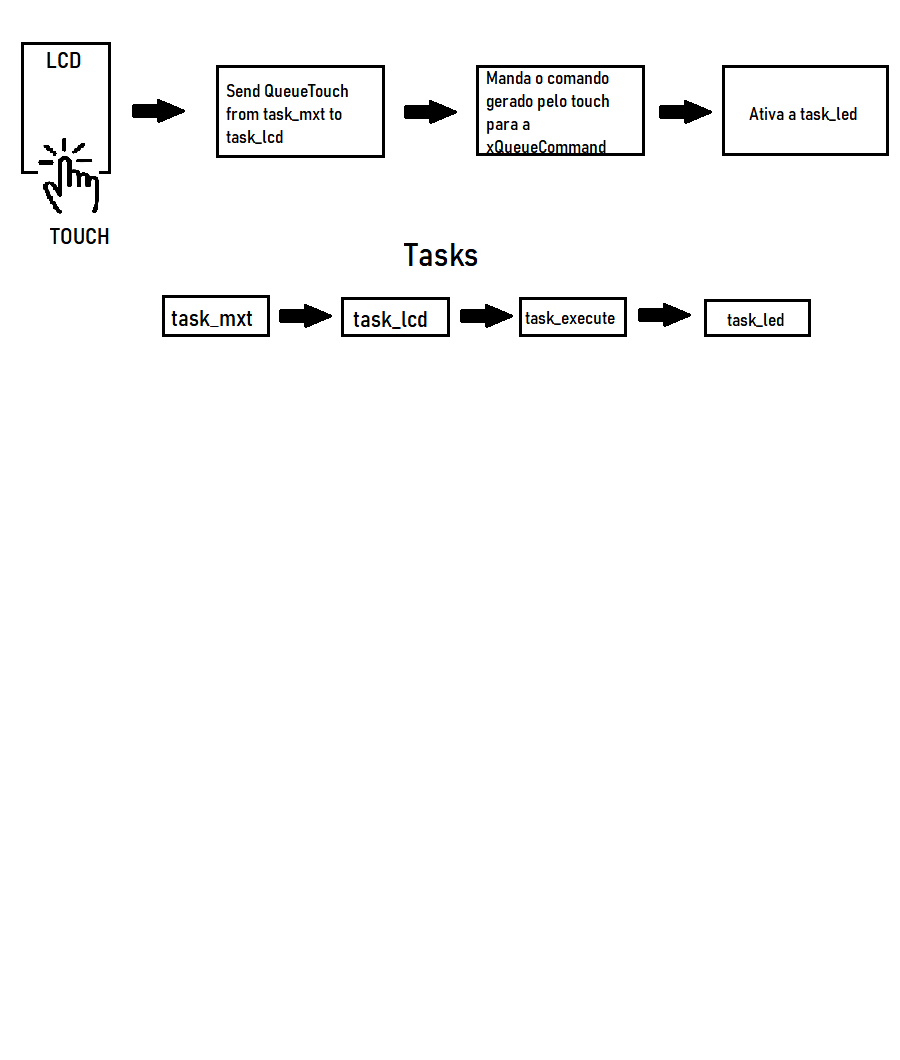 LCD
TOUCH
Send QueueTouch
from task_mxt to
task_lcd
Manda o comando
gerado pelo touch
para a
xQueueCommand
Ativa a task_led
Tasks
task_mxt
task_lcd
task_execute
task_led